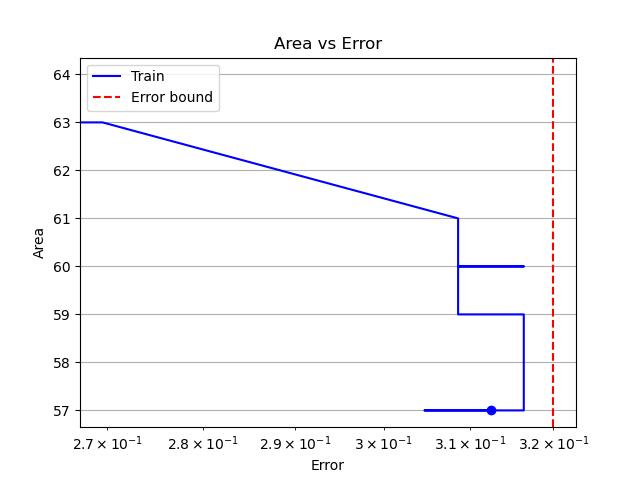 Area vs Error
Train
Error bound
Area
64
63
62
61
60
59
58
57
2.7 × 10⁻¹
2.8 × 10⁻¹
2.9 × 10⁻¹
3 × 10⁻¹
3.1 × 10⁻¹
3.2 × 10⁻¹
Error